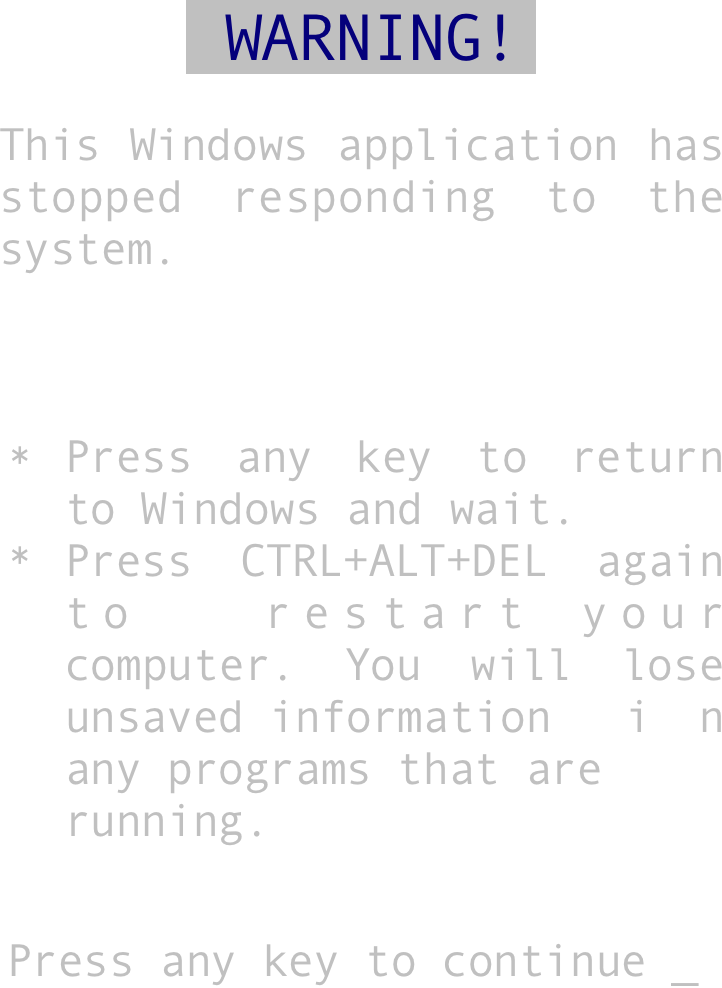 WARNING!
This Windows application has
stopped responding to the
system.
* Press any key to return
to Windows and wait.
* Press CTRL+ALT+DEL again
to restart your
computer. You will lose
unsaved information i n
any programs that are
running.
Press any key to continue _